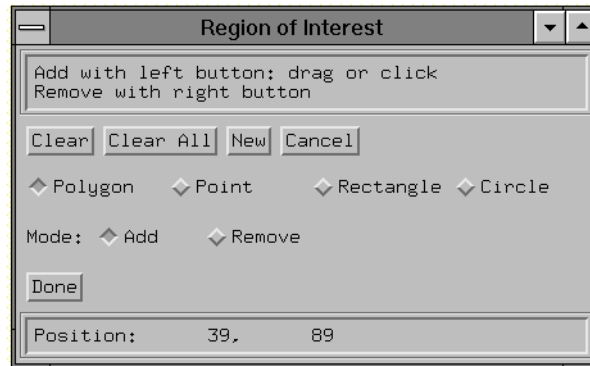 Region of Interest
Add with left button: drag or click
Remove with right button
Clear Clear All New Cancel
Polygon Point Rectangle Circle
Mode: Add Remove
Done
Position: 39, 89